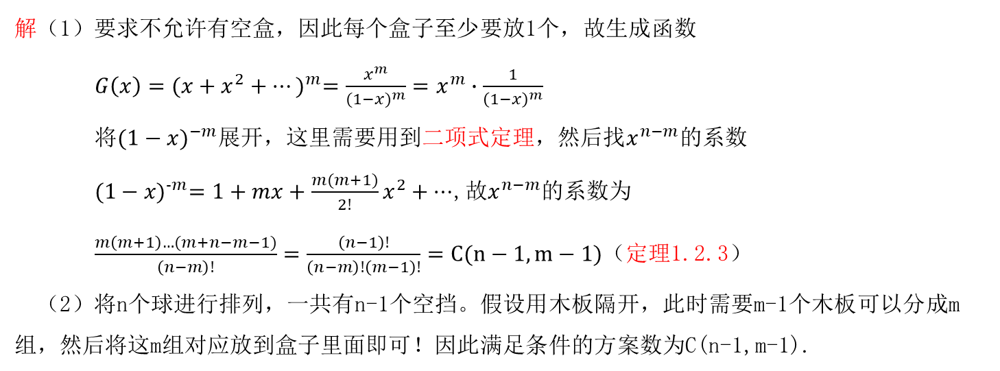 解（1）要求不允许有空盒，因此每个盒子至少要放1个，故生成函数
$G(x) = (x + x^2 + \cdots)^m = \frac{x^m}{(1-x)^m} = x^m \cdot \frac{1}{(1-x)^m}$
将$(1-x)^{-m}$展开，这里需要用到二项式定理，然后找$x^{n-m}$的系数
$(1-x)^{-m} = 1 + mx + \frac{m(m+1)}{2!}x^2 + \cdots$, 故$x^{n-m}$的系数为
$\frac{m(m+1)\ldots(m+n-m-1)}{(n-m)!} = \frac{(n-1)!}{(n-m)!(m-1)!} = C(n-1,m-1)$（定理1.2.3）
（2）将n个球进行排列，一共有n-1个空挡。假设用木板隔开，此时需要m-1个木板可以分成m
组，然后将这m组对应放到盒子里面即可！因此满足条件的方案数为C(n-1,m-1).